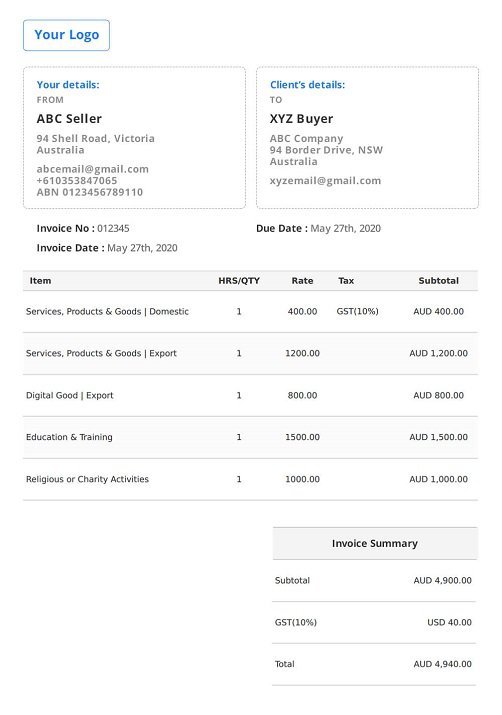 Your Logo
Your details:
FROM
ABC Seller
94 Shell Road, Victoria
Australia
abcemail@gmail.com
+610353847065
ABN 0123456789110
Client's details:
TO
XYZ Buyer
ABC Company
94 Border Drive, NSW
Australia
xyzemail@gmail.com
Invoice No : 012345
Due Date : May 27th, 2020
Invoice Date : May 27th, 2020
Item HRS/QTY Rate Tax Subtotal
Services, Products & Goods | Domestic 1 400.00 GST(10%) AUD 400.00
Services, Products & Goods | Export 1 1200.00 AUD 1,200.00
Digital Good | Export 1 800.00 AUD 800.00
Education & Training 1 1500.00 AUD 1,500.00
Religious or Charity Activities 1 1000.00 AUD 1,000.00
Invoice Summary
Subtotal AUD 4,900.00
GST(10%) USD 40.00
Total AUD 4,940.00